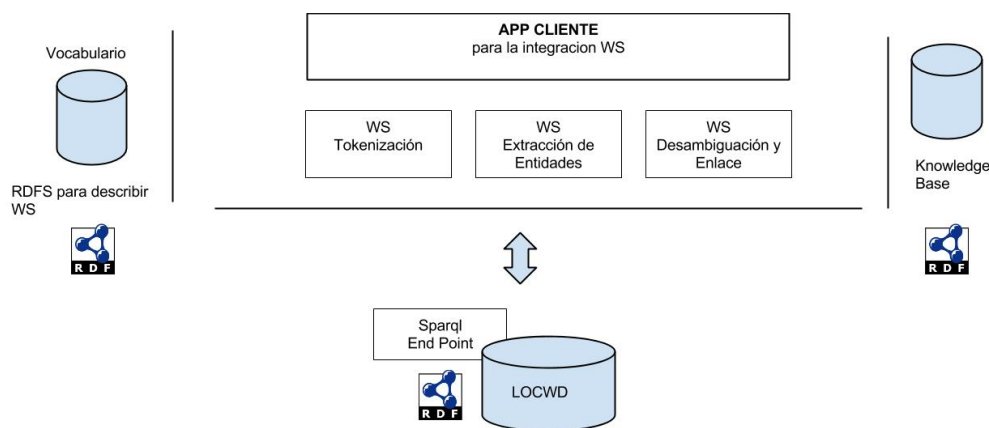 APP CLIENTE
para la integracion WS
Vocabulario
WS
Tokenización
WS
Extracción de
Entidades
WS
Desambiguación y
Enlace
RDFS para describir
WS
Knowledge
Base
RDF
RDF
Sparql
End Point
LOCWD
RDF